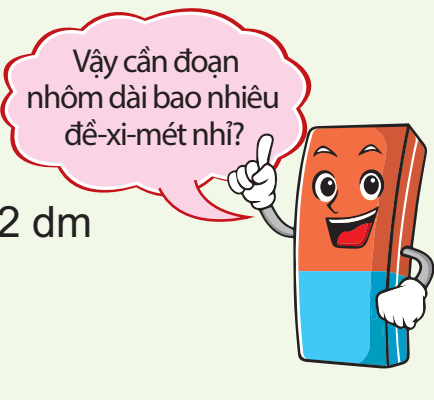 Vậy cần đoạn
nhôm dài bao nhiêu
đề-xi-mét nhỉ?
2 dm